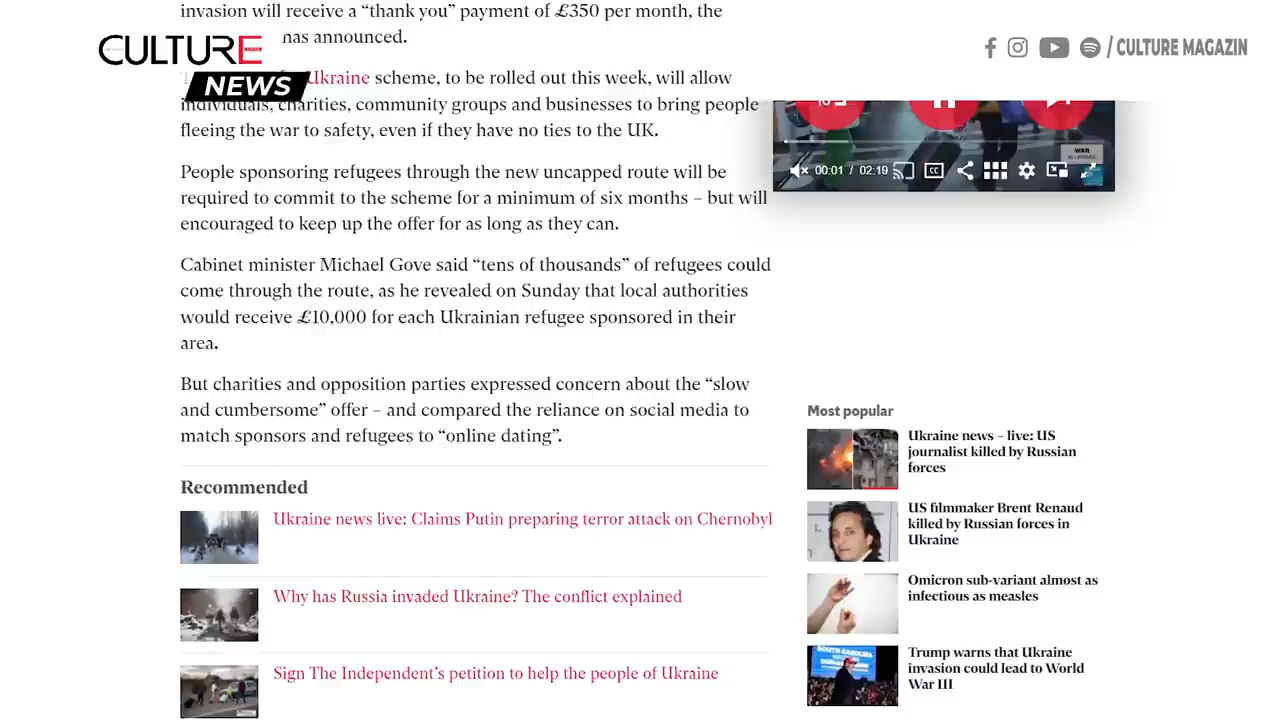 invasion will receive a “thank you” payment of £350 per month, the
has announced.
CULTURE
NEWS
Ukraine scheme, to be rolled out this week, will allow
individuals, charities, community groups and businesses to bring people
fleeing the war to safety, even if they have no ties to the UK.
People sponsoring refugees through the new uncapped route will be
required to commit to the scheme for a minimum of six months – but will
encouraged to keep up the offer for as long as they can.
Cabinet minister Michael Gove said “tens of thousands” of refugees could
come through the route, as he revealed on Sunday that local authorities
would receive £10,000 for each Ukrainian refugee sponsored in their
area.
But charities and opposition parties expressed concern about the “slow
and cumbersome” offer – and compared the reliance on social media to
match sponsors and refugees to “online dating”.
Recommended
Ukraine news live: Claims Putin preparing terror attack on Chernobyl
Why has Russia invaded Ukraine? The conflict explained
Sign The Independent’s petition to help the people of Ukraine
/ CULTURE MAGAZIN
WAR
00:01 / 02:19
CC
Most popular
Ukraine news – live: US
journalist killed by Russian
forces
US filmmaker Brent Renaud
killed by Russian forces in
Ukraine
Omicron sub-variant almost as
infectious as measles
Trump warns that Ukraine
invasion could lead to World
War III
SOUTH CAROLINA